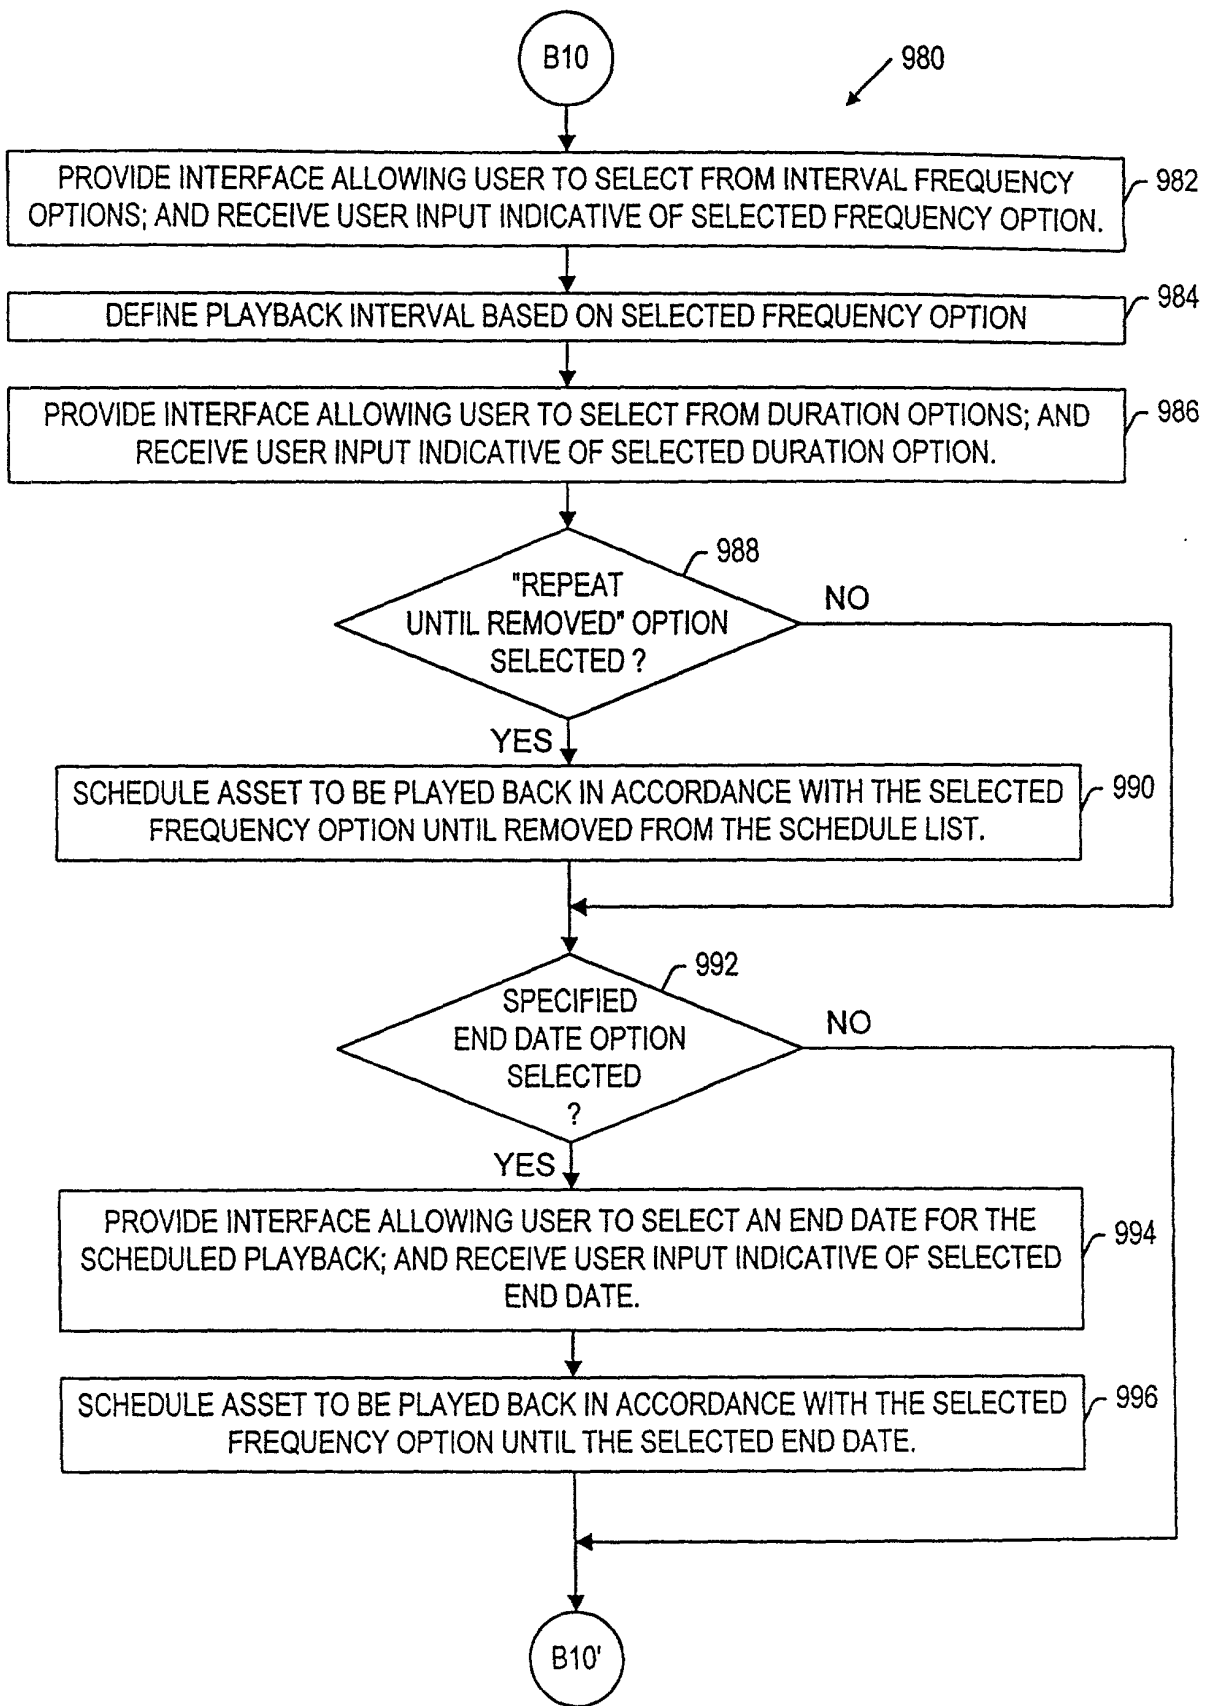 B10
980
PROVIDE INTERFACE ALLOWING USER TO SELECT FROM INTERVAL FREQUENCY
OPTIONS; AND RECEIVE USER INPUT INDICATIVE OF SELECTED FREQUENCY OPTION.
982
DEFINE PLAYBACK INTERVAL BASED ON SELECTED FREQUENCY OPTION
984
PROVIDE INTERFACE ALLOWING USER TO SELECT FROM DURATION OPTIONS; AND
RECEIVE USER INPUT INDICATIVE OF SELECTED DURATION OPTION.
986
"REPEAT
UNTIL REMOVED" OPTION
SELECTED ?
988
NO
YES
SCHEDULE ASSET TO BE PLAYED BACK IN ACCORDANCE WITH THE SELECTED
FREQUENCY OPTION UNTIL REMOVED FROM THE SCHEDULE LIST.
990
SPECIFIED
END DATE OPTION
SELECTED
?
992
NO
YES
PROVIDE INTERFACE ALLOWING USER TO SELECT AN END DATE FOR THE
SCHEDULED PLAYBACK; AND RECEIVE USER INPUT INDICATIVE OF SELECTED
END DATE.
994
SCHEDULE ASSET TO BE PLAYED BACK IN ACCORDANCE WITH THE SELECTED
FREQUENCY OPTION UNTIL THE SELECTED END DATE.
996
B10'